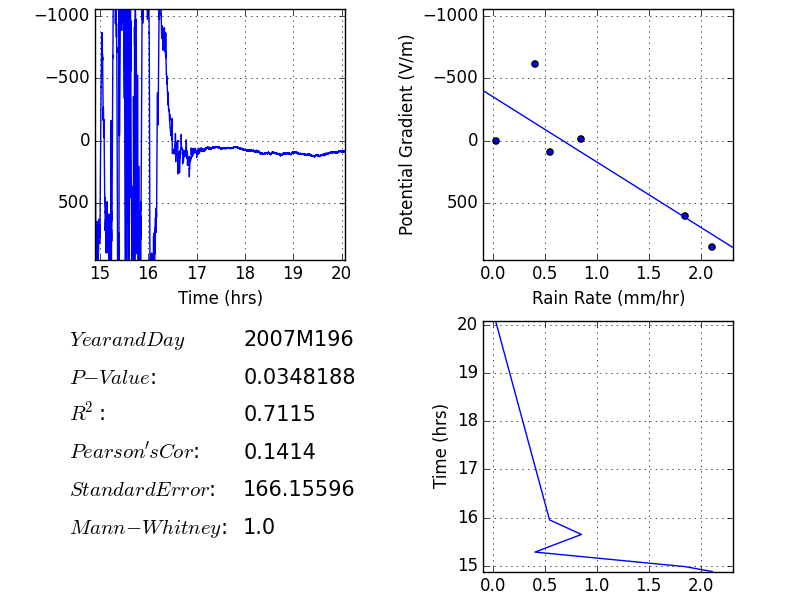 −1000
−500
0
500
15 16 17 18 19 20
Time (hrs)
−1000
−500
0
500
Potential Gradient (V/m)
0.0 0.5 1.0 1.5 2.0
Rain Rate (mm/hr)
YearandDay 2007M196
P−Value: 0.0348188
R²: 0.7115
Pearson'sCor: 0.1414
StandardError: 166.15596
Mann−Whitney: 1.0
20
19
18
17
16
15
Time (hrs)
0.0 0.5 1.0 1.5 2.0